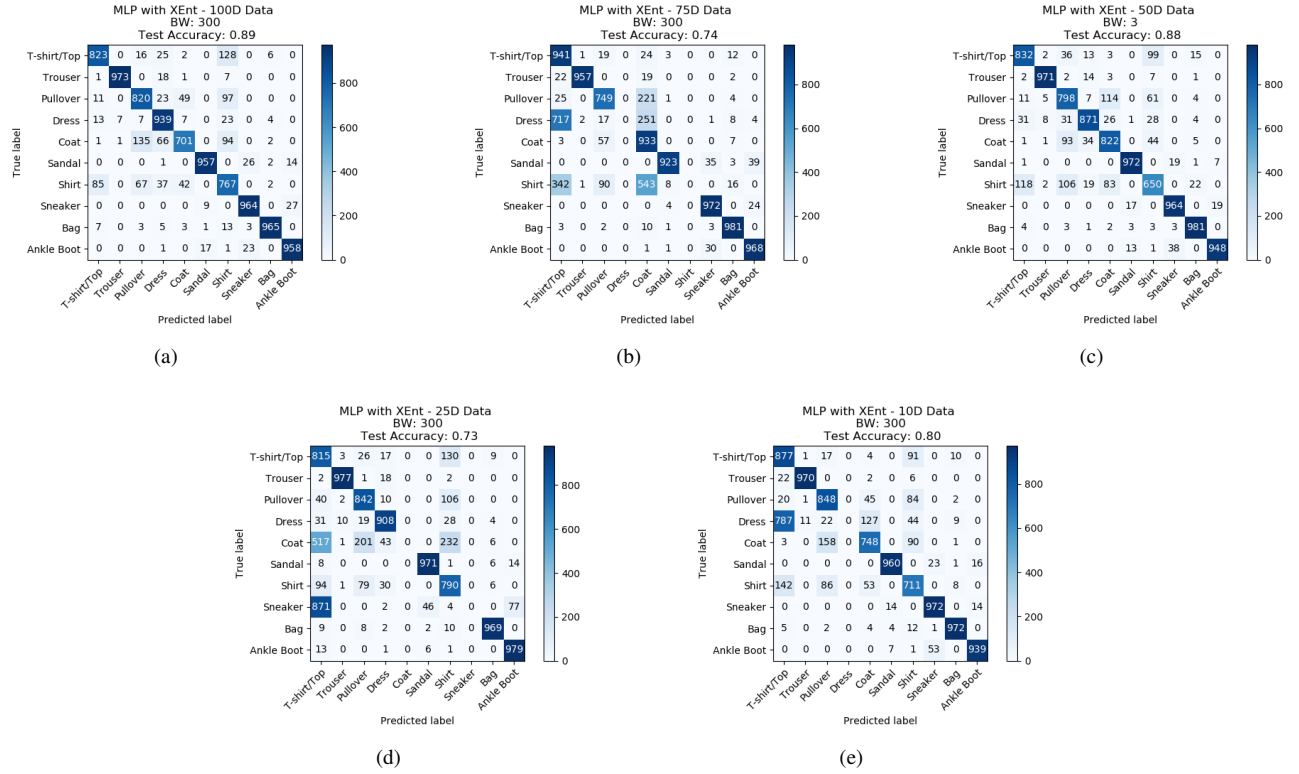 MLP with XEnt - 100D Data
BW: 300
Test Accuracy: 0.89
True label
T-shirt/Top 823 0 16 25 2 0 128 0 6 0
Trouser 1 973 0 18 1 0 7 0 0 0
Pullover 11 0 820 23 49 0 97 0 0 0
Dress 13 7 7 939 7 0 23 0 4 0
Coat 1 1 135 66 701 0 94 0 2 0
Sandal 0 0 0 1 0 957 0 26 2 14
Shirt 85 0 67 37 42 0 767 0 2 0
Sneaker 0 0 0 0 0 9 0 964 0 27
Bag 7 0 3 5 3 1 13 3 965 0
Ankle Boot 0 0 0 1 0 17 1 23 0 958
T-shirt/Top Trouser Pullover Dress Coat Sandal Shirt Sneaker Bag Ankle Boot
Predicted label
800
600
400
200
0
(a)
MLP with XEnt - 75D Data
BW: 300
Test Accuracy: 0.74
True label
T-shirt/Top 941 1 19 0 24 3 0 0 12 0
Trouser 22 957 0 0 19 0 0 0 2 0
Pullover 25 0 749 0 221 1 0 0 4 0
Dress 717 2 17 0 251 0 0 1 8 4
Coat 3 0 57 0 933 0 0 0 7 0
Sandal 0 0 0 0 0 923 0 35 3 39
Shirt 342 1 90 0 543 8 0 0 16 0
Sneaker 0 0 0 0 0 4 0 972 0 24
Bag 3 0 2 0 10 1 0 3 981 0
Ankle Boot 0 0 0 0 1 1 0 30 0 968
T-shirt/Top Trouser Pullover Dress Coat Sandal Shirt Sneaker Bag Ankle Boot
Predicted label
800
600
400
200
0
(b)
MLP with XEnt - 50D Data
BW: 3
Test Accuracy: 0.88
True label
T-shirt/Top 832 2 36 13 3 0 99 0 15 0
Trouser 2 971 2 14 3 0 7 0 1 0
Pullover 11 5 798 7 114 0 61 0 4 0
Dress 31 8 31 871 26 1 28 0 4 0
Coat 1 1 93 34 822 0 44 0 5 0
Sandal 1 0 0 0 0 972 0 19 1 7
Shirt 118 2 106 19 83 0 650 0 22 0
Sneaker 0 0 0 0 0 17 0 964 0 19
Bag 4 0 3 1 2 3 3 3 981 0
Ankle Boot 0 0 0 0 0 13 1 38 0 948
T-shirt/Top Trouser Pullover Dress Coat Sandal Shirt Sneaker Bag Ankle Boot
Predicted label
800
600
400
200
0
(c)
MLP with XEnt - 25D Data
BW: 300
Test Accuracy: 0.73
True label
T-shirt/Top 815 3 26 17 0 0 130 0 9 0
Trouser 2 977 1 18 0 0 2 0 0 0
Pullover 40 2 842 10 0 0 106 0 0 0
Dress 31 10 19 908 0 0 28 0 4 0
Coat 517 1 201 43 0 0 232 0 6 0
Sandal 8 0 0 0 0 971 1 0 6 14
Shirt 94 1 79 30 0 0 790 0 6 0
Sneaker 871 0 0 2 0 46 4 0 0 77
Bag 9 0 8 2 0 2 10 0 969 0
Ankle Boot 13 0 0 1 0 6 1 0 0 979
T-shirt/Top Trouser Pullover Dress Coat Sandal Shirt Sneaker Bag Ankle Boot
Predicted label
800
600
400
200
0
(d)
MLP with XEnt - 10D Data
BW: 300
Test Accuracy: 0.80
True label
T-shirt/Top 877 1 17 0 4 0 91 0 10 0
Trouser 22 970 0 0 2 0 6 0 0 0
Pullover 20 1 848 0 45 0 84 0 2 0
Dress 787 11 22 0 127 0 44 0 9 0
Coat 3 0 158 0 748 0 90 0 1 0
Sandal 0 0 0 0 0 960 0 23 1 16
Shirt 142 0 86 0 53 0 711 0 8 0
Sneaker 0 0 0 0 0 14 0 972 0 14
Bag 5 0 2 0 4 4 12 1 972 0
Ankle Boot 0 0 0 0 0 7 1 53 0 939
T-shirt/Top Trouser Pullover Dress Coat Sandal Shirt Sneaker Bag Ankle Boot
Predicted label
800
600
400
200
0
(e)